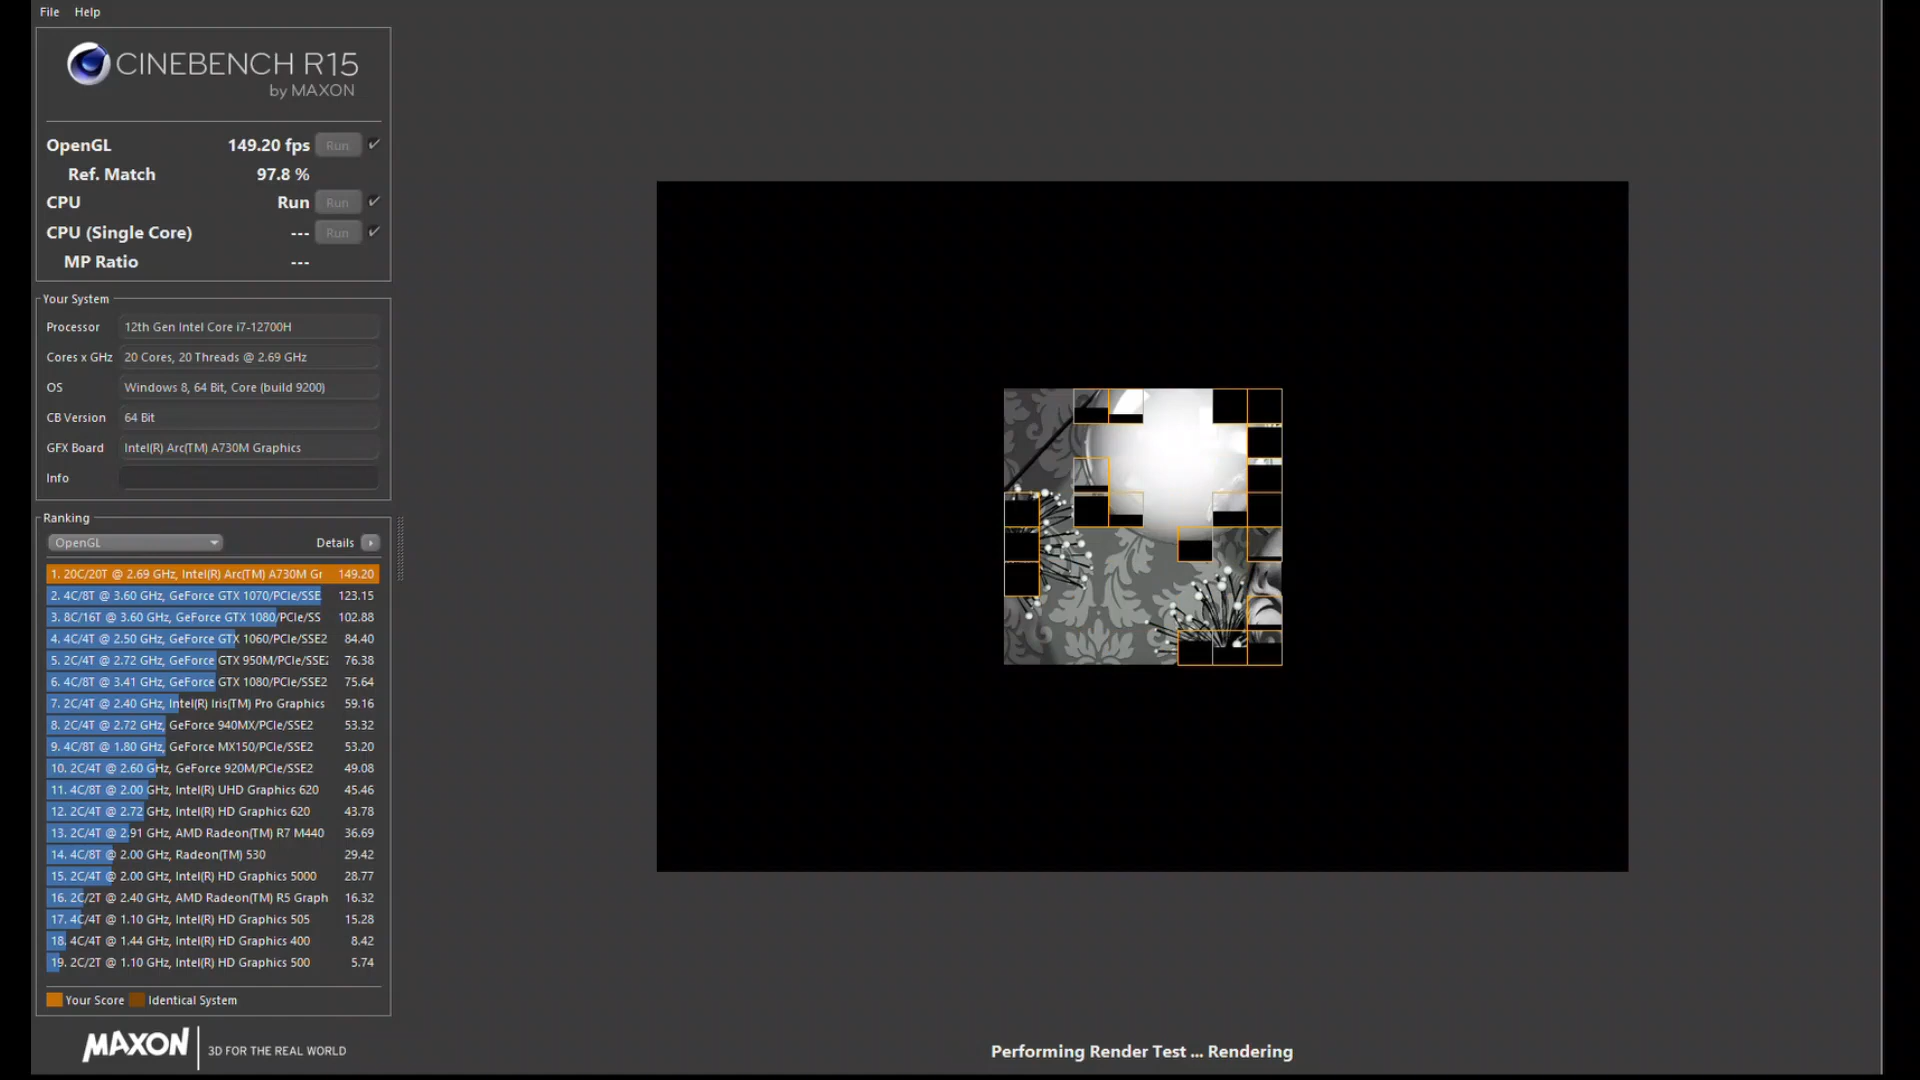 File Help
CINEBENCH R15
by MAXON
OpenGL 149.20 fps Run
Ref. Match 97.8 %
CPU Run Run
CPU (Single Core) --- Run
MP Ratio ---
Your System
Processor 12th Gen Intel Core i7-12700H
Cores x GHz 20 Cores, 20 Threads @ 2.69 GHz
OS Windows 8, 64 Bit, Core (build 9200)
CB Version 64 Bit
GFX Board Intel(R) Arc(TM) A730M Graphics
Info
Ranking
OpenGL Details
1. 20C/20T @ 2.69 GHz, Intel(R) Arc(TM) A730M Gr 149.20
2. 4C/8T @ 3.60 GHz, GeForce GTX 1070/PCIe/SSE 123.15
3. 8C/16T @ 3.60 GHz, GeForce GTX 1080/PCIe/SS 102.88
4. 4C/4T @ 2.50 GHz, GeForce GTX 1060/PCIe/SSE2 84.40
5. 2C/4T @ 2.72 GHz, GeForce GTX 950M/PCIe/SSE2 76.38
6. 4C/8T @ 3.41 GHz, GeForce GTX 1080/PCIe/SSE2 75.64
7. 2C/4T @ 2.40 GHz, Intel(R) Iris(TM) Pro Graphics 59.16
8. 2C/4T @ 2.72 GHz, GeForce 940MX/PCIe/SSE2 53.32
9. 4C/8T @ 1.80 GHz, GeForce MX150/PCIe/SSE2 53.20
10. 2C/4T @ 2.60 GHz, GeForce 920M/PCIe/SSE2 49.08
11. 4C/8T @ 2.00 GHz, Intel(R) UHD Graphics 620 45.46
12. 2C/4T @ 2.72 GHz, Intel(R) HD Graphics 620 43.78
13. 2C/4T @ 2.91 GHz, AMD Radeon(TM) R7 M440 36.69
14. 4C/8T @ 2.00 GHz, Radeon(TM) 530 29.42
15. 2C/4T @ 2.00 GHz, Intel(R) HD Graphics 5000 28.77
16. 2C/2T @ 2.40 GHz, AMD Radeon(TM) R5 Graph 16.32
17. 4C/4T @ 1.10 GHz, Intel(R) HD Graphics 505 15.28
18. 4C/4T @ 1.44 GHz, Intel(R) HD Graphics 400 8.42
19. 2C/2T @ 1.10 GHz, Intel(R) HD Graphics 500 5.74
Your Score Identical System
MAXON 3D FOR THE REAL WORLD
Performing Render Test ... Rendering